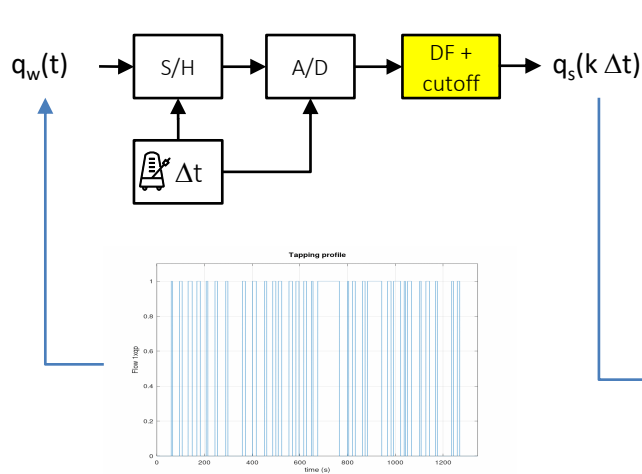 q_w(t)
S/H
A/D
DF +
cutoff
q_s(k Δt)
Δt
Tapping profile
Flow 1xqp
1
0.8
0.6
0.4
0.2
0
0 200 400 600 800 1000 1200
time (s)